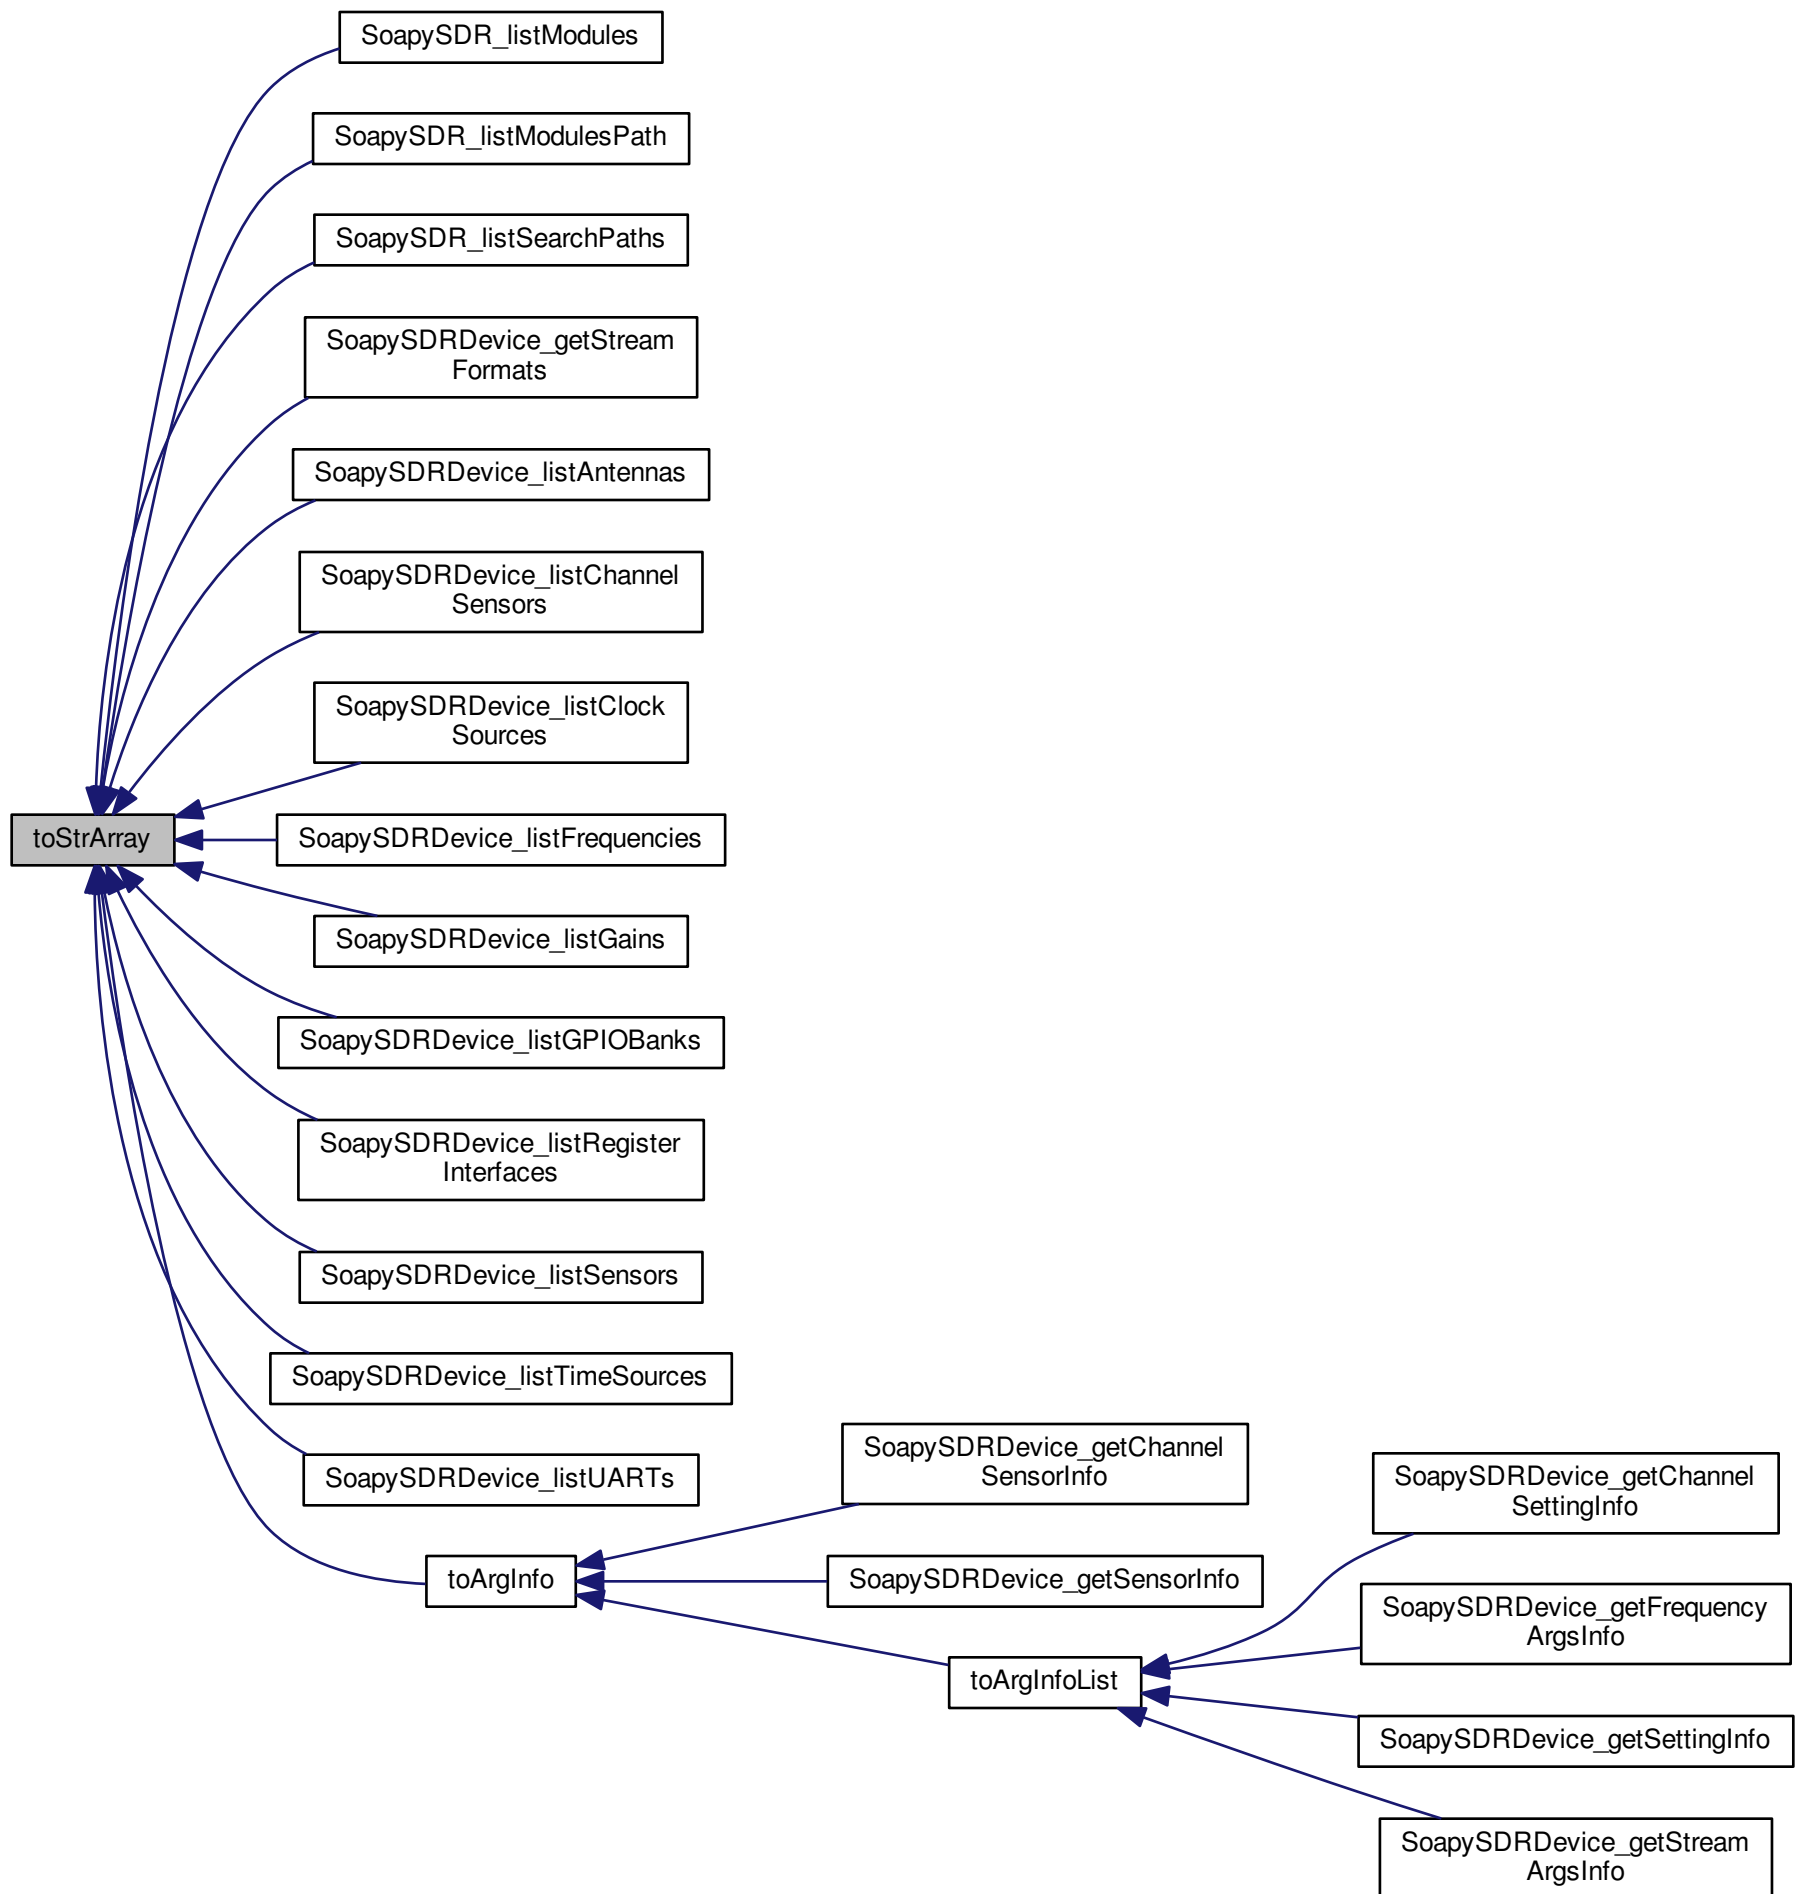 SoapySDR_listModules
SoapySDR_listModulesPath
SoapySDR_listSearchPaths
SoapySDRDevice_getStream
Formats
SoapySDRDevice_listAntennas
SoapySDRDevice_listChannel
Sensors
SoapySDRDevice_listClock
Sources
toStrArray
SoapySDRDevice_listFrequencies
SoapySDRDevice_listGains
SoapySDRDevice_listGPIOBanks
SoapySDRDevice_listRegister
Interfaces
SoapySDRDevice_listSensors
SoapySDRDevice_listTimeSources
SoapySDRDevice_listUARTs
toArgInfo
SoapySDRDevice_getChannel
SensorInfo
SoapySDRDevice_getSensorInfo
toArgInfoList
SoapySDRDevice_getChannel
SettingInfo
SoapySDRDevice_getFrequency
ArgsInfo
SoapySDRDevice_getSettingInfo
SoapySDRDevice_getStream
ArgsInfo